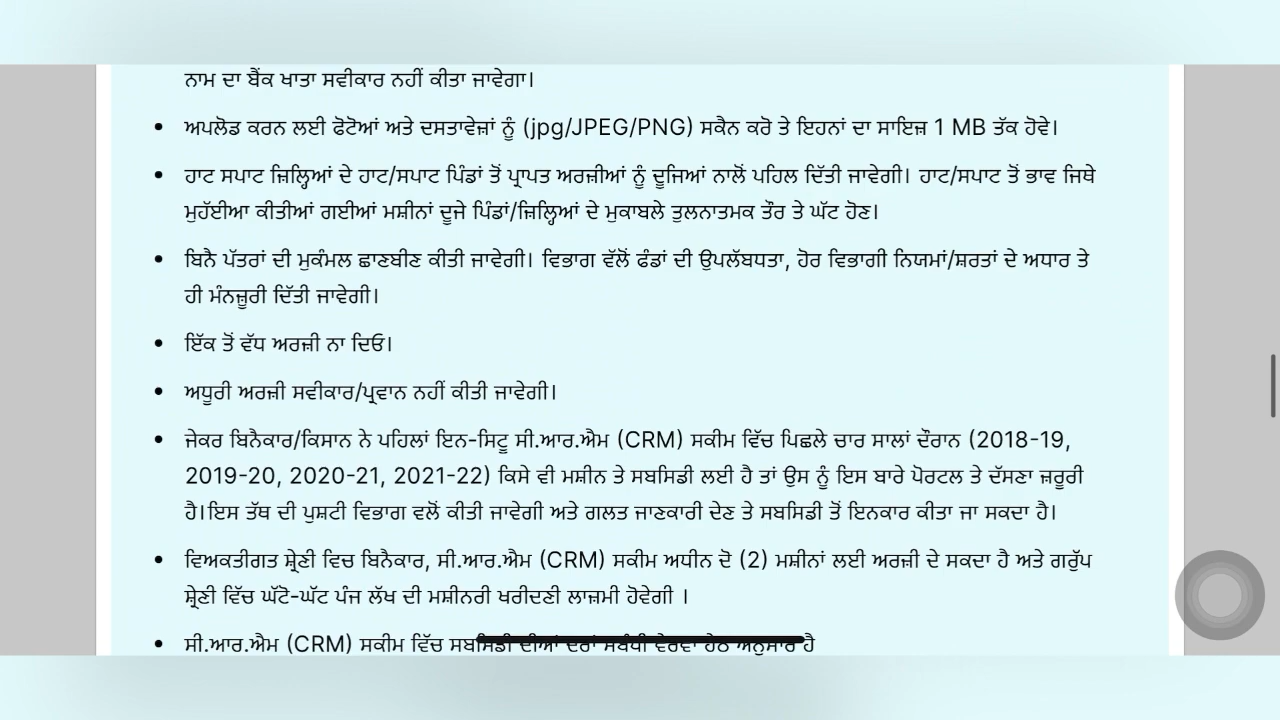 ਨਾਮ ਦਾ ਬੈਂਕ ਖਾਤਾ ਸਵੀਕਾਰ ਨਹੀਂ ਕੀਤਾ ਜਾਵੇਗਾ।
• ਅਪਲੋਡ ਕਰਨ ਲਈ ਫੋਟੋਆਂ ਅਤੇ ਦਸਤਾਵੇਜ਼ਾਂ ਨੂੰ (jpg/JPEG/PNG) ਸਕੈਨ ਕਰੋ ਤੇ ਇਹਨਾਂ ਦਾ ਸਾਇਜ਼ 1 MB ਤੱਕ ਹੋਵੇ।
• ਹਾਟ ਸਪਾਟ ਜ਼ਿਲ੍ਹਿਆਂ ਦੇ ਹਾਟ/ਸਪਾਟ ਪਿੰਡਾਂ ਤੋਂ ਪ੍ਰਾਪਤ ਅਰਜ਼ੀਆਂ ਨੂੰ ਦੂਜਿਆਂ ਨਾਲੋਂ ਪਹਿਲ ਦਿੱਤੀ ਜਾਵੇਗੀ। ਹਾਟ/ਸਪਾਟ ਤੋਂ ਭਾਵ ਜਿਥੇ
ਮੁਹੱਈਆ ਕੀਤੀਆਂ ਗਈਆਂ ਮਸ਼ੀਨਾਂ ਦੂਜੇ ਪਿੰਡਾਂ/ਜ਼ਿਲ੍ਹਿਆਂ ਦੇ ਮੁਕਾਬਲੇ ਤੁਲਨਾਤਮਕ ਤੌਰ ਤੇ ਘੱਟ ਹੋਣ।
• ਬਿਨੈ ਪੱਤਰਾਂ ਦੀ ਮੁਕੰਮਲ ਛਾਣਬੀਣ ਕੀਤੀ ਜਾਵੇਗੀ। ਵਿਭਾਗ ਵੱਲੋਂ ਫੰਡਾਂ ਦੀ ਉਪਲੱਬਧਤਾ, ਹੋਰ ਵਿਭਾਗੀ ਨਿਯਮਾਂ/ਸ਼ਰਤਾਂ ਦੇ ਅਧਾਰ ਤੇ
ਹੀ ਮੰਨਜ਼ੂਰੀ ਦਿੱਤੀ ਜਾਵੇਗੀ।
• ਇੱਕ ਤੋਂ ਵੱਧ ਅਰਜ਼ੀ ਨਾ ਦਿਓ।
• ਅਧੂਰੀ ਅਰਜ਼ੀ ਸਵੀਕਾਰ/ਪ੍ਰਵਾਨ ਨਹੀਂ ਕੀਤੀ ਜਾਵੇਗੀ।
• ਜੇਕਰ ਬਿਨੈਕਾਰ/ਕਿਸਾਨ ਨੇ ਪਹਿਲਾਂ ਇਨ-ਸਿਟੂ ਸੀ.ਆਰ.ਐਮ (CRM) ਸਕੀਮ ਵਿੱਚ ਪਿਛਲੇ ਚਾਰ ਸਾਲਾਂ ਦੌਰਾਨ (2018-19,
2019-20, 2020-21, 2021-22) ਕਿਸੇ ਵੀ ਮਸ਼ੀਨ ਤੇ ਸਬਸਿਡੀ ਲਈ ਹੈ ਤਾਂ ਉਸ ਨੂੰ ਇਸ ਬਾਰੇ ਪੋਰਟਲ ਤੇ ਦੱਸਣਾ ਜ਼ਰੂਰੀ
ਹੈ।ਇਸ ਤੱਥ ਦੀ ਪੁਸ਼ਟੀ ਵਿਭਾਗ ਵਲੋਂ ਕੀਤੀ ਜਾਵੇਗੀ ਅਤੇ ਗਲਤ ਜਾਣਕਾਰੀ ਦੇਣ ਤੇ ਸਬਸਿਡੀ ਤੋਂ ਇਨਕਾਰ ਕੀਤਾ ਜਾ ਸਕਦਾ ਹੈ।
• ਵਿਅਕਤੀਗਤ ਸ਼੍ਰੇਣੀ ਵਿਚ ਬਿਨੈਕਾਰ, ਸੀ.ਆਰ.ਐਮ (CRM) ਸਕੀਮ ਅਧੀਨ ਦੋ (2) ਮਸ਼ੀਨਾਂ ਲਈ ਅਰਜ਼ੀ ਦੇ ਸਕਦਾ ਹੈ ਅਤੇ ਗਰੁੱਪ
ਸ਼੍ਰੇਣੀ ਵਿੱਚ ਘੱਟੋ-ਘੱਟ ਪੰਜ ਲੱਖ ਦੀ ਮਸ਼ੀਨਰੀ ਖਰੀਦਣੀ ਲਾਜ਼ਮੀ ਹੋਵੇਗੀ ।
• ਸੀ.ਆਰ.ਐਮ (CRM) ਸਕੀਮ ਵਿੱਚ ਸਬਸਿਡੀ ਦੀਆਂ ਦਰਾਂ ਸਬੰਧੀ ਵੇਰਵਾ ਹੇਠ ਅਨੁਸਾਰ ਹੈ